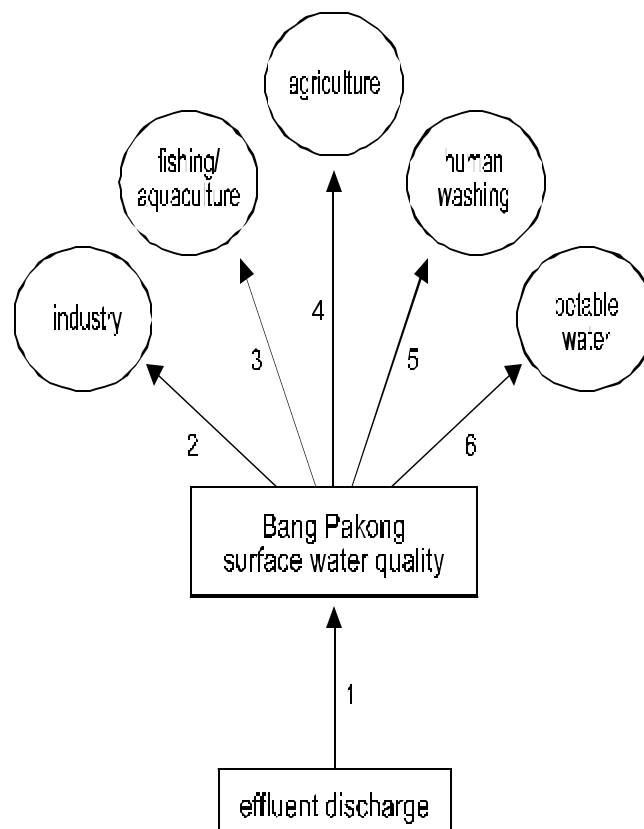 agriculture
fishing/
aquaculture
human
washing
industry
potable
water
4
3
5
2
6
Bang Pakong
surface water quality
1
effluent discharge